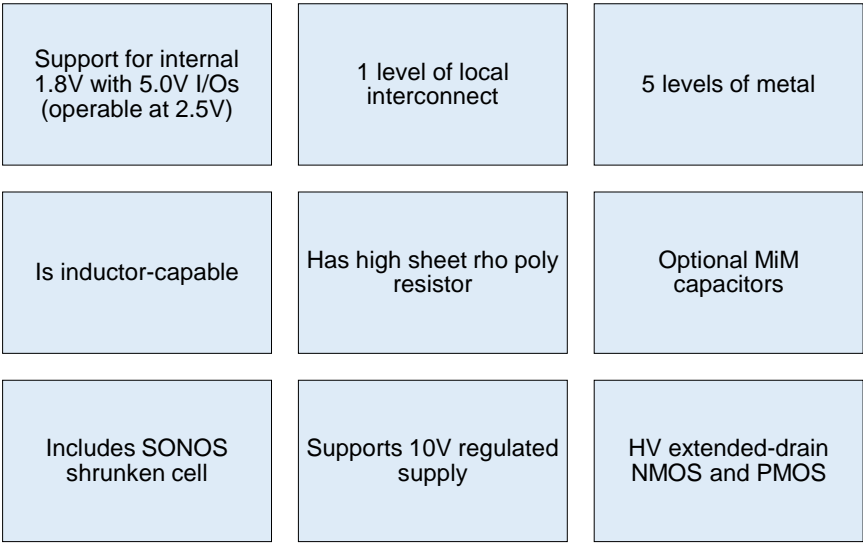 Support for internal
1.8V with 5.0V I/Os
(operable at 2.5V)
1 level of local
interconnect
5 levels of metal
Is inductor-capable
Has high sheet rho poly
resistor
Optional MiM
capacitors
Includes SONOS
shrunken cell
Supports 10V regulated
supply
HV extended-drain
NMOS and PMOS